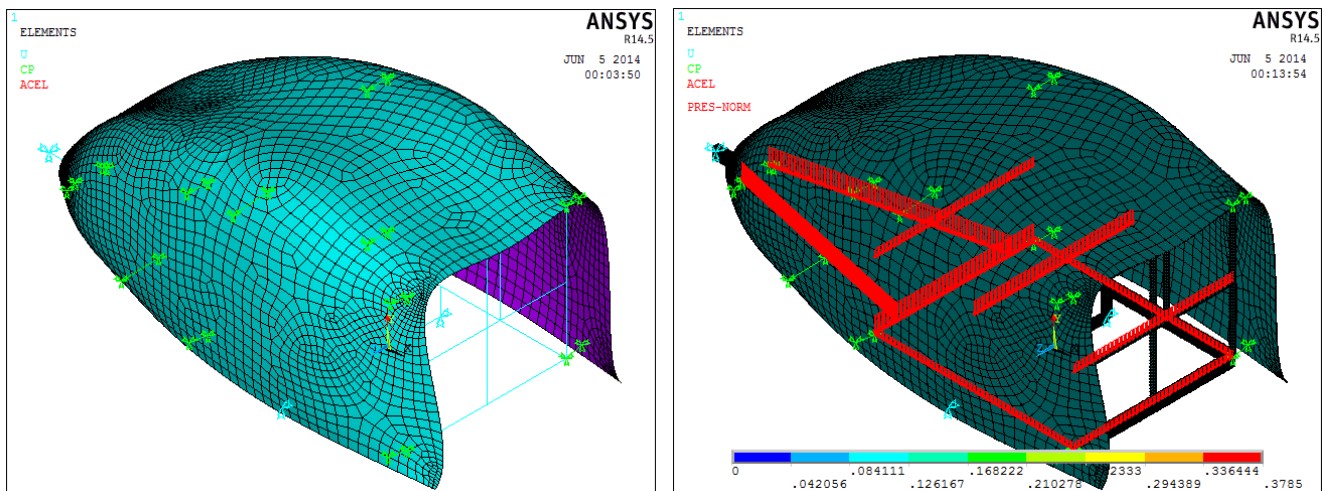 1
ELEMENTS
U
CP
ACEL
ANSYS
R14.5
JUN 5 2014
00:03:50
1
ELEMENTS
U
CP
ACEL
PRES-NORM
ANSYS
R14.5
JUN 5 2014
00:13:54
0 .084111 .168222 .336444
.042056 .126167 .210278 .294389 .3785